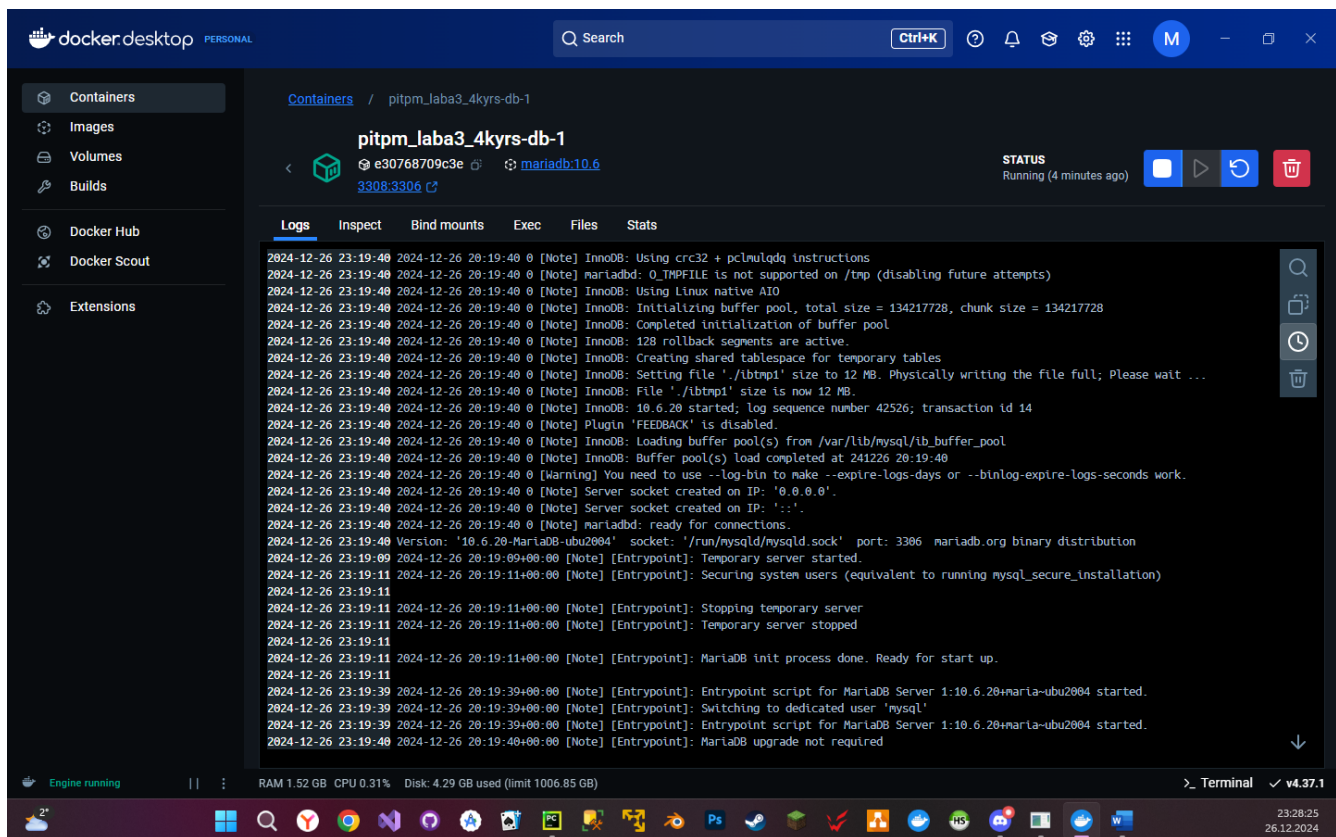 docker.desktop PERSONAL
Search
Ctrl+K
M
Containers
Images
Volumes
Builds
Docker Hub
Docker Scout
Extensions
Containers / pitpm_laba3_4kyrs-db-1
pitpm_laba3_4kyrs-db-1
e30768709c3e mariadb:10.6
3308:3306
STATUS
Running (4 minutes ago)
Logs Inspect Bind mounts Exec Files Stats
2024-12-26 23:19:40 2024-12-26 20:19:40 0 [Note] InnoDB: Using crc32 + pclmulqdq instructions
2024-12-26 23:19:40 2024-12-26 20:19:40 0 [Note] mariadbd: O_TMPFILE is not supported on /tmp (disabling future attempts)
2024-12-26 23:19:40 2024-12-26 20:19:40 0 [Note] InnoDB: Using Linux native AIO
2024-12-26 23:19:40 2024-12-26 20:19:40 0 [Note] InnoDB: Initializing buffer pool, total size = 134217728, chunk size = 134217728
2024-12-26 23:19:40 2024-12-26 20:19:40 0 [Note] InnoDB: Completed initialization of buffer pool
2024-12-26 23:19:40 2024-12-26 20:19:40 0 [Note] InnoDB: 128 rollback segments are active.
2024-12-26 23:19:40 2024-12-26 20:19:40 0 [Note] InnoDB: Creating shared tablespace for temporary tables
2024-12-26 23:19:40 2024-12-26 20:19:40 0 [Note] InnoDB: Setting file './ibtmp1' size to 12 MB. Physically writing the file full; Please wait ...
2024-12-26 23:19:40 2024-12-26 20:19:40 0 [Note] InnoDB: File './ibtmp1' size is now 12 MB.
2024-12-26 23:19:40 2024-12-26 20:19:40 0 [Note] InnoDB: 10.6.20 started; log sequence number 42526; transaction id 14
2024-12-26 23:19:40 2024-12-26 20:19:40 0 [Note] Plugin 'FEEDBACK' is disabled.
2024-12-26 23:19:40 2024-12-26 20:19:40 0 [Note] InnoDB: Loading buffer pool(s) from /var/lib/mysql/ib_buffer_pool
2024-12-26 23:19:40 2024-12-26 20:19:40 0 [Note] InnoDB: Buffer pool(s) load completed at 241226 20:19:40
2024-12-26 23:19:40 2024-12-26 20:19:40 0 [Warning] You need to use --log-bin to make --expire-logs-days or --binlog-expire-logs-seconds work.
2024-12-26 23:19:40 2024-12-26 20:19:40 0 [Note] Server socket created on IP: '0.0.0.0'.
2024-12-26 23:19:40 2024-12-26 20:19:40 0 [Note] Server socket created on IP: '::'.
2024-12-26 23:19:40 2024-12-26 20:19:40 0 [Note] mariadbd: ready for connections.
2024-12-26 23:19:40 Version: '10.6.20-MariaDB-ubu2004' socket: '/run/mysqld/mysqld.sock' port: 3306 mariadb.org binary distribution
2024-12-26 23:19:09 2024-12-26 20:19:09+00:00 [Note] [Entrypoint]: Temporary server started.
2024-12-26 23:19:11 2024-12-26 20:19:11+00:00 [Note] [Entrypoint]: Securing system users (equivalent to running mysql_secure_installation)
2024-12-26 23:19:11
2024-12-26 23:19:11 2024-12-26 20:19:11+00:00 [Note] [Entrypoint]: Stopping temporary server
2024-12-26 23:19:11 2024-12-26 20:19:11+00:00 [Note] [Entrypoint]: Temporary server stopped
2024-12-26 23:19:11
2024-12-26 23:19:11 2024-12-26 20:19:11+00:00 [Note] [Entrypoint]: MariaDB init process done. Ready for start up.
2024-12-26 23:19:11
2024-12-26 23:19:39 2024-12-26 20:19:39+00:00 [Note] [Entrypoint]: Entrypoint script for MariaDB Server 1:10.6.20+maria~ubu2004 started.
2024-12-26 23:19:39 2024-12-26 20:19:39+00:00 [Note] [Entrypoint]: Switching to dedicated user 'mysql'
2024-12-26 23:19:39 2024-12-26 20:19:39+00:00 [Note] [Entrypoint]: Entrypoint script for MariaDB Server 1:10.6.20+maria~ubu2004 started.
2024-12-26 23:19:40 2024-12-26 20:19:40+00:00 [Note] [Entrypoint]: MariaDB upgrade not required
Engine running
RAM 1.52 GB CPU 0.31% Disk: 4.29 GB used (limit 1006.85 GB)
>_ Terminal
v4.37.1
2°
PC
Ps
HS
W
23:28:25
26.12.2024